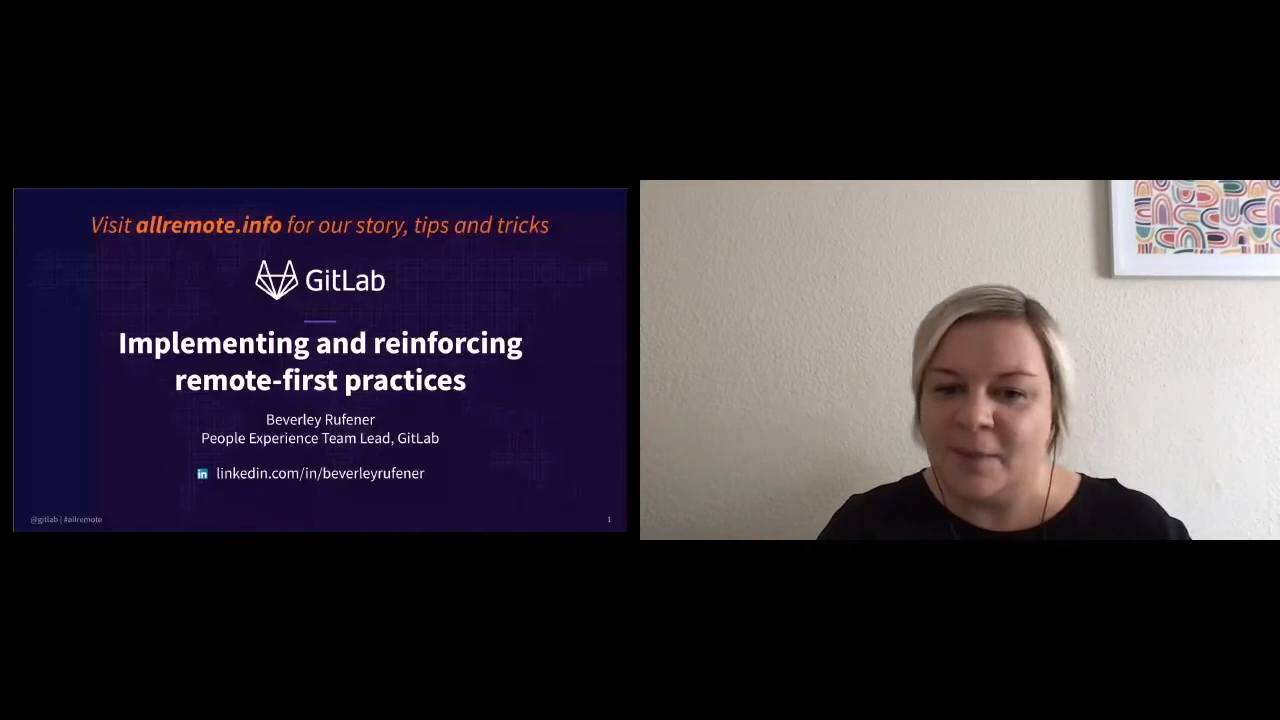 Visit allremote.info for our story, tips and tricks
GitLab
Implementing and reinforcing
remote-first practices
Beverley Rufener
People Experience Team Lead, GitLab
in linkedin.com/in/beverleyrufener
@gitlab | #allremote
1